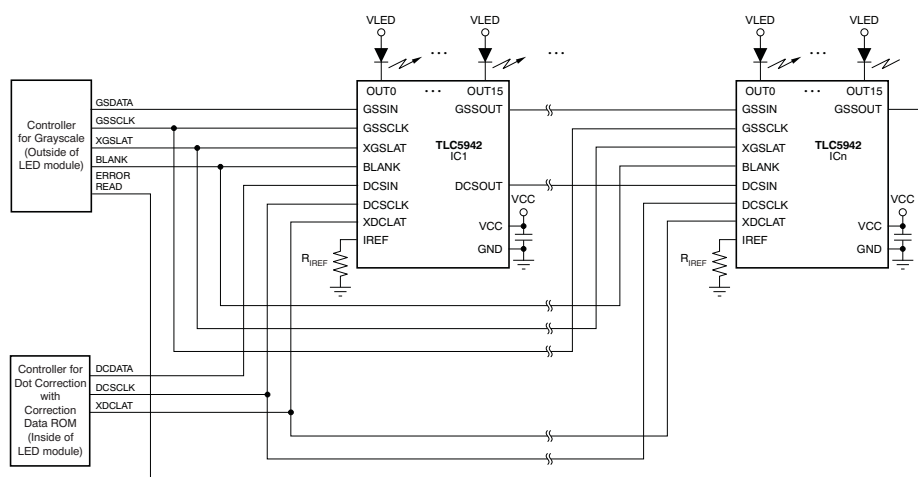 VLED
VLED
VLED
VLED
...
...
...
OUT0
...
OUT15
OUT0
...
OUT15
Controller
for Grayscale
(Outside of
LED module)
GSDATA
GSSCLK
XGSLAT
BLANK
ERROR
READ
GSSIN
GSSCLK
XGSLAT
BLANK
DCSIN
DCSCLK
XDCLAT
IREF
GSSOUT
TLC5942
IC1
DCSOUT
VCC
VCC
GND
RIREF
GSSIN
GSSCLK
XGSLAT
BLANK
DCSIN
DCSCLK
XDCLAT
IREF
GSSOUT
TLC5942
ICn
VCC
VCC
GND
RIREF
Controller for
Dot Correction
with
Correction
Data ROM
(Inside of
LED module)
DCDATA
DCSCLK
XDCLAT